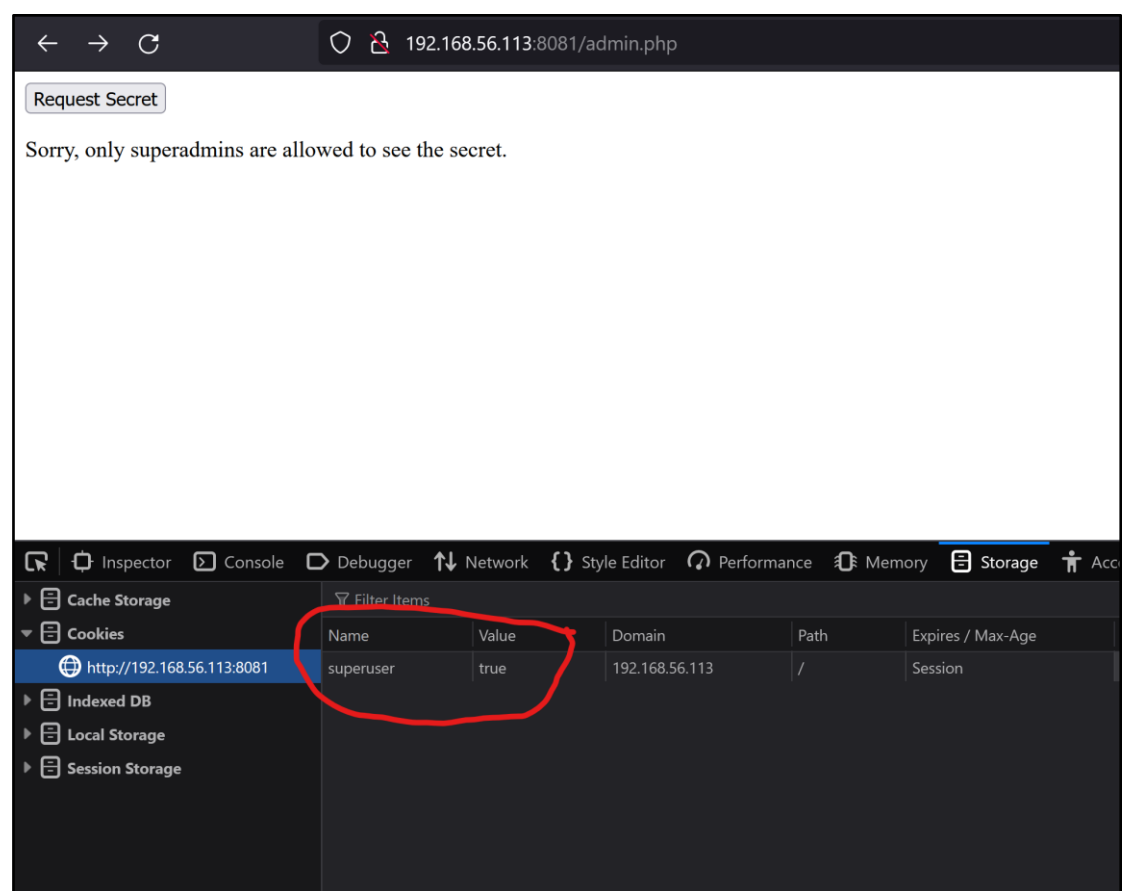 192.168.56.113:8081/admin.php
Request Secret
Sorry, only superadmins are allowed to see the secret.
Inspector Console Debugger Network Style Editor Performance Memory Storage Acc
Cache Storage
Filter Items
Cookies
Name Value Domain Path Expires / Max-Age
http://192.168.56.113:8081
superuser true 192.168.56.113 / Session
Indexed DB
Local Storage
Session Storage